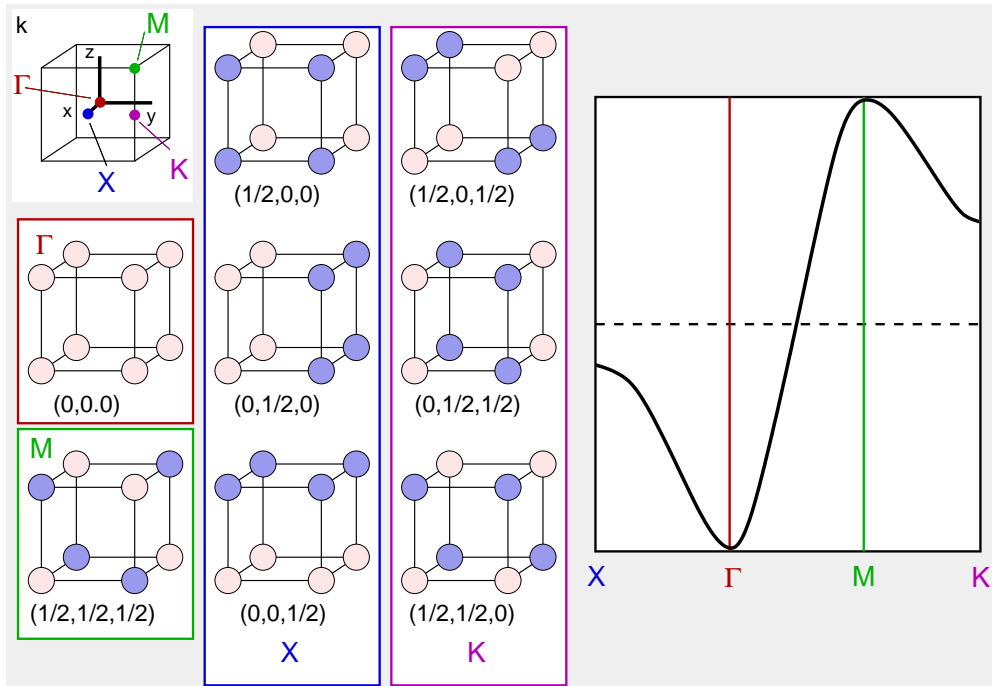 k
M
z
Γ
x
y
X
K
(1/2,0,0)
(1/2,0,1/2)
Γ
(0,0.0)
(0,1/2,0)
(0,1/2,1/2)
M
(1/2,1/2,1/2)
(0,0,1/2)
(1/2,1/2,0)
X
K
X
Γ
M
K